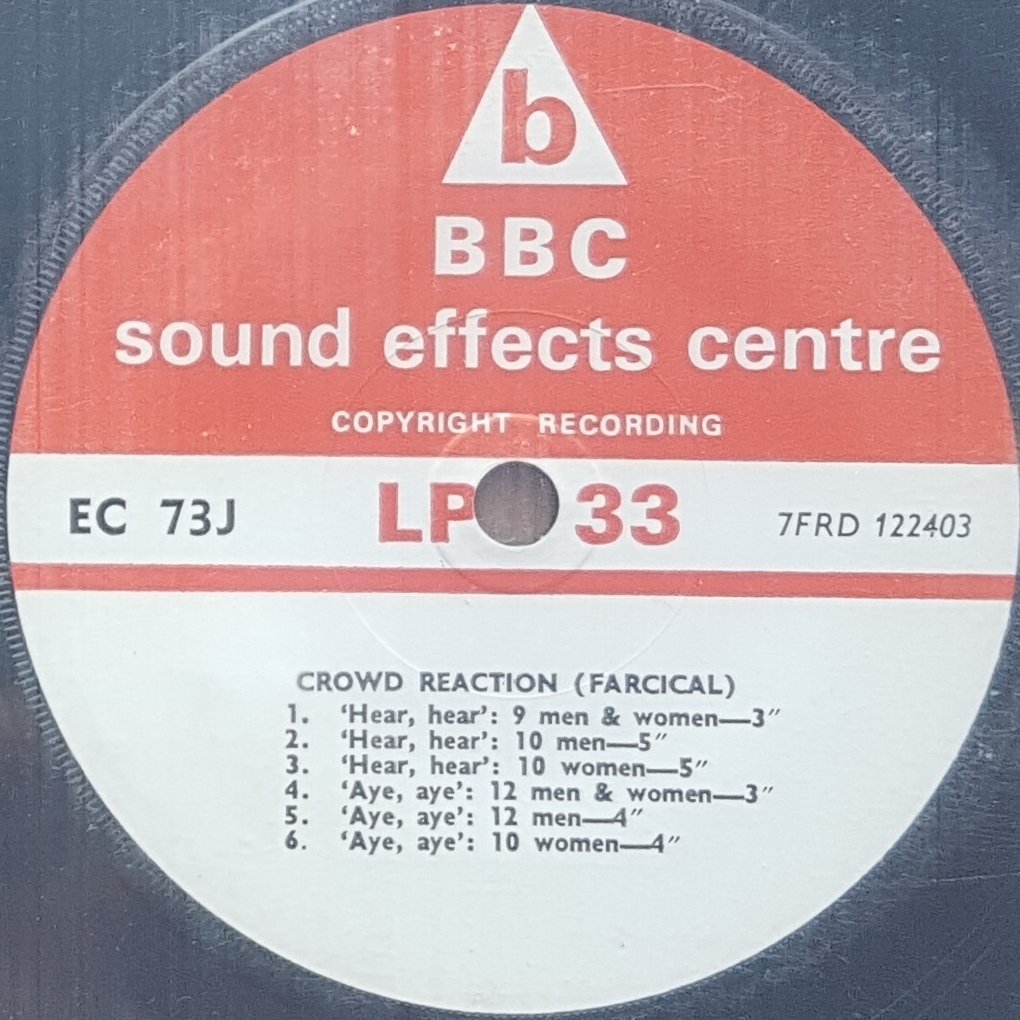 b
BBC
sound effects centre
COPYRIGHT RECORDING
EC 73J LP 33 7FRD 122403
CROWD REACTION (FARCICAL)
1. ‘Hear, hear’: 9 men & women—3″
2. ‘Hear, hear’: 10 men—5″
3. ‘Hear, hear’: 10 women—5″
4. ‘Aye, aye’: 12 men & women—3″
5. ‘Aye, aye’: 12 men—4″
6. ‘Aye, aye’: 10 women—4″